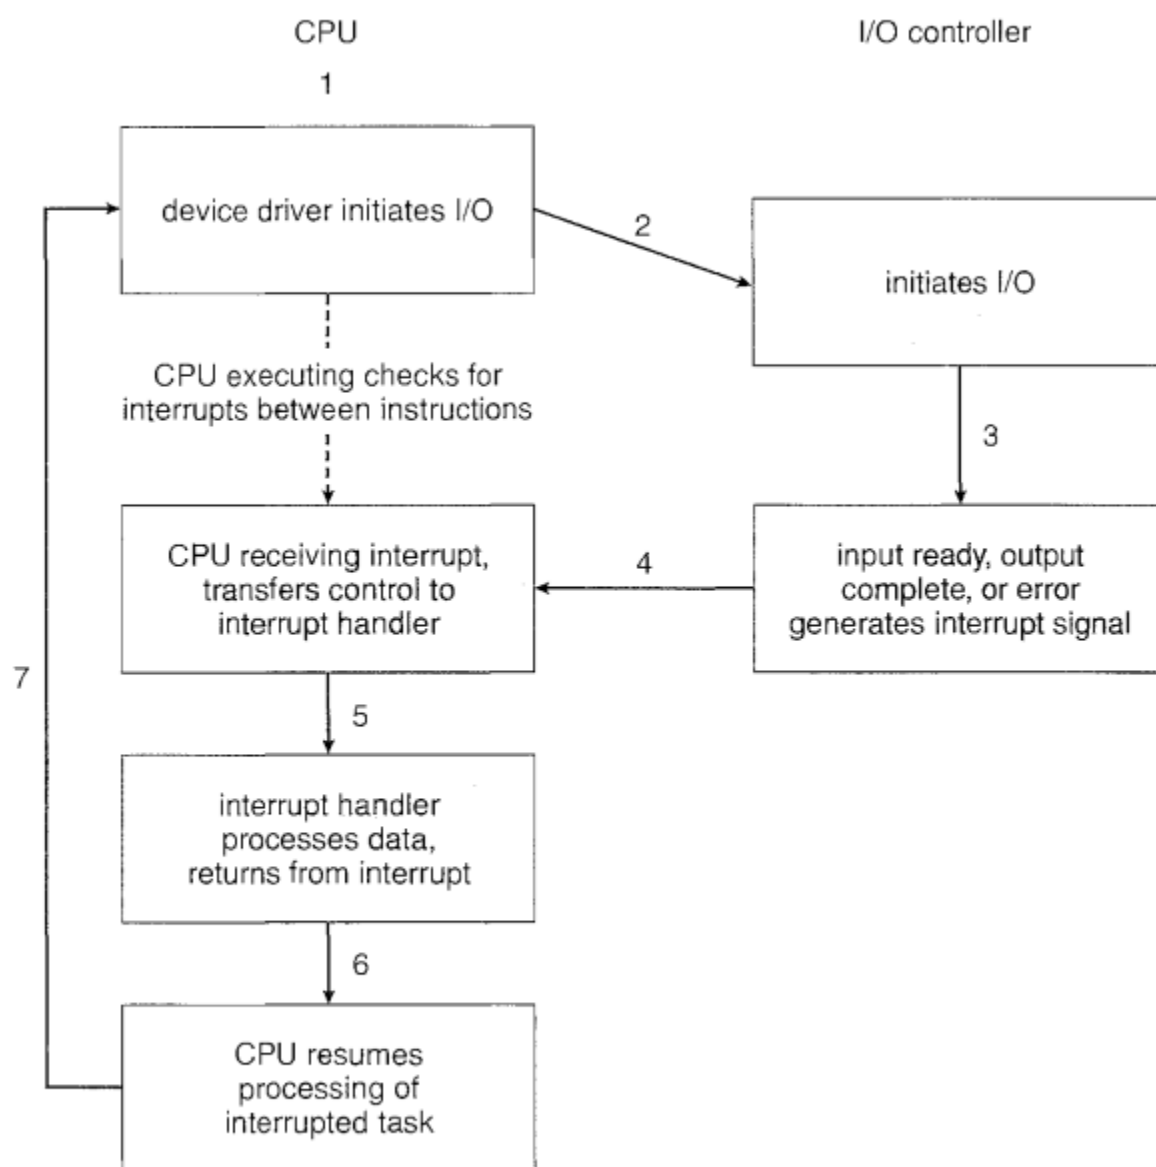 CPU
I/O controller
1
device driver initiates I/O
2
initiates I/O
CPU executing checks for
interrupts between instructions
3
CPU receiving interrupt,
transfers control to
interrupt handler
4
input ready, output
complete, or error
generates interrupt signal
7
5
interrupt handler
processes data,
returns from interrupt
6
CPU resumes
processing of
interrupted task